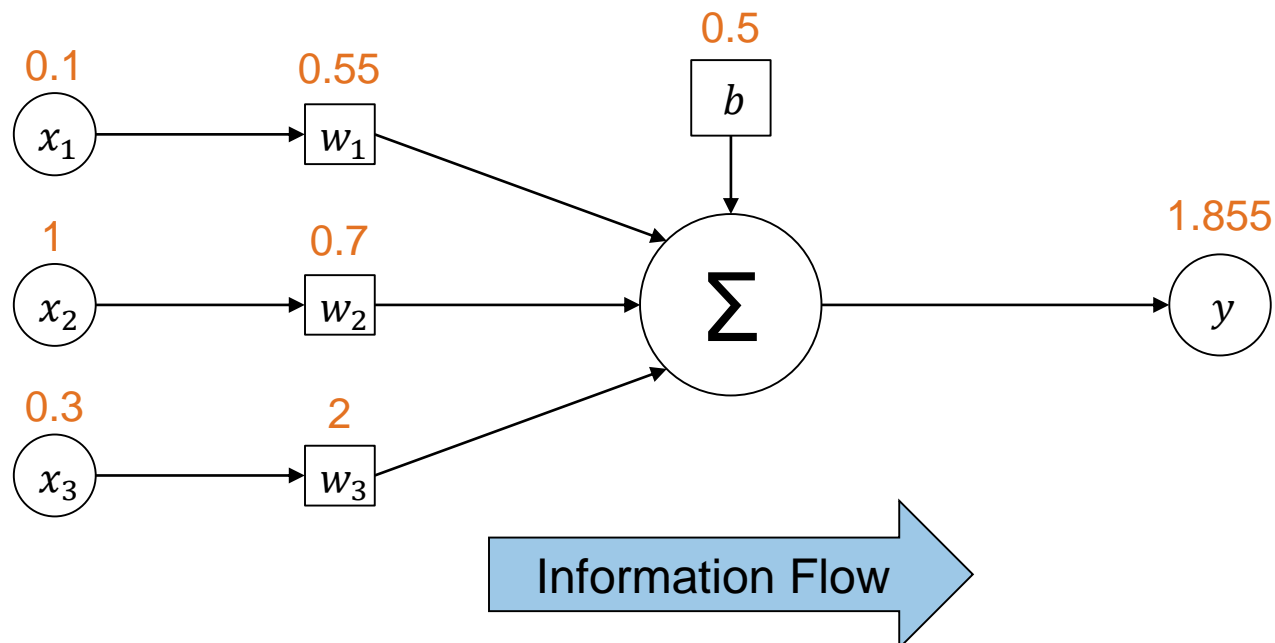 0.1
0.55
0.5
x₁
w₁
b
1
0.7
1.855
x₂
w₂
Σ
y
0.3
2
x₃
w₃
Information Flow